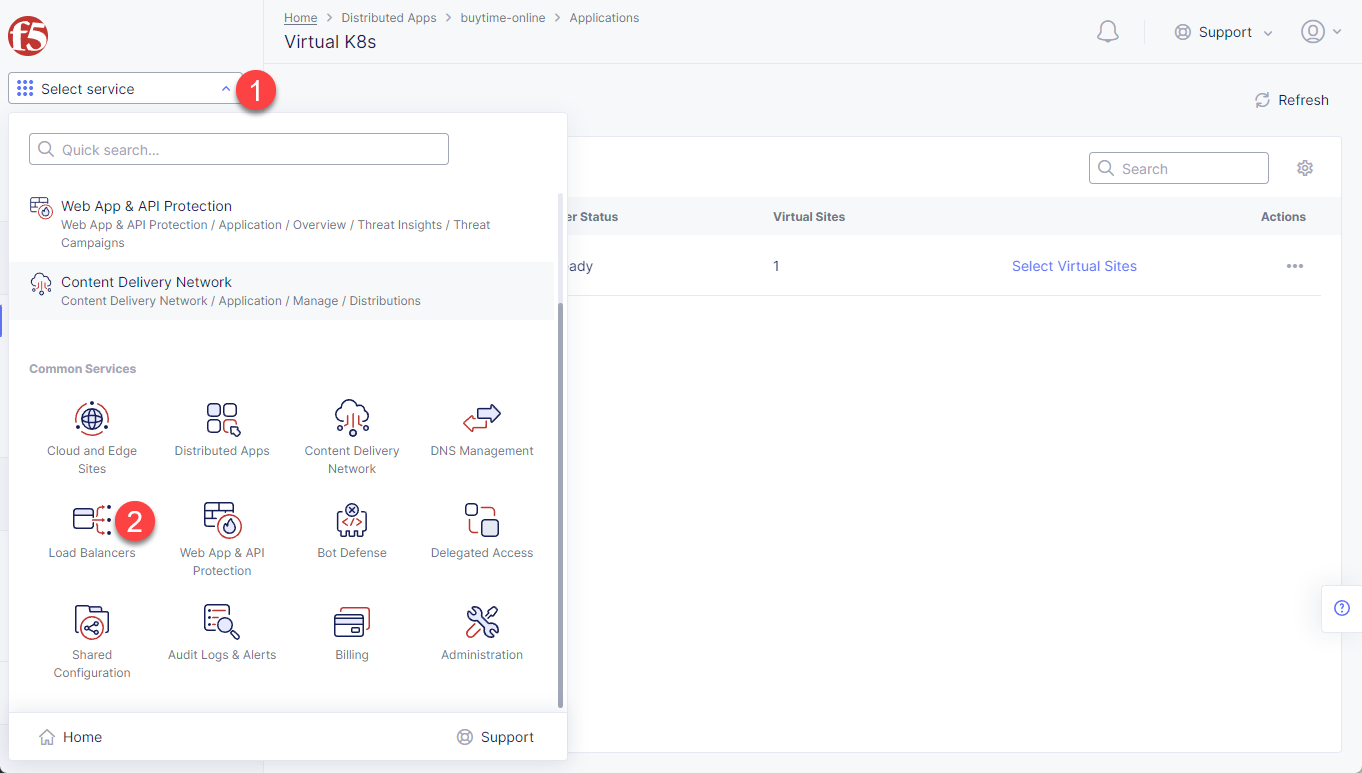 f5
Home > Distributed Apps > buytime-online > Applications
Virtual K8s
Support
Select service
1
Refresh
Quick search...
Search
Web App & API Protection
Web App & API Protection / Application / Overview / Threat Insights / Threat
Campaigns
er Status
Virtual Sites
Actions
ady
1
Select Virtual Sites
Content Delivery Network
Content Delivery Network / Application / Manage / Distributions
Common Services
Cloud and Edge
Sites
Distributed Apps
Content Delivery
Network
DNS Management
2
Load Balancers
Web App & API
Protection
Bot Defense
Delegated Access
Shared
Configuration
Audit Logs & Alerts
Billing
Administration
Home
Support